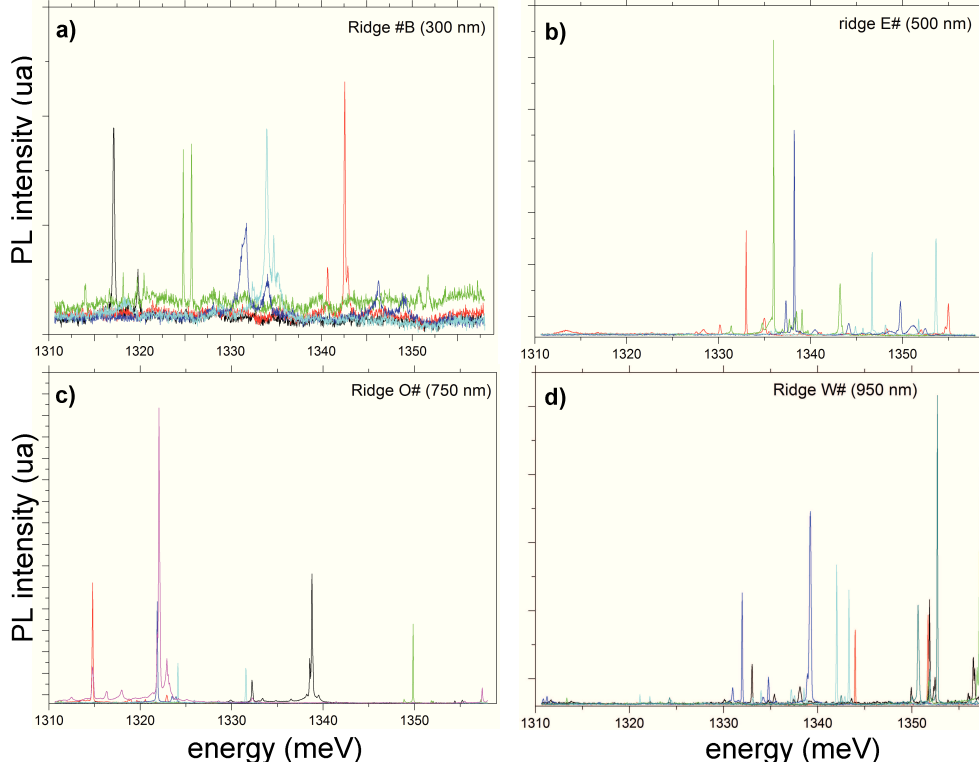 a)
Ridge #B (300 nm)
PL intensity (ua)
1310 1320 1330 1340 1350
b)
ridge E# (500 nm)
1310 1320 1330 1340 1350
c)
Ridge O# (750 nm)
PL intensity (ua)
1310 1320 1330 1340 1350
energy (meV)
d)
Ridge W# (950 nm)
1310 1320 1330 1340 1350
energy (meV)